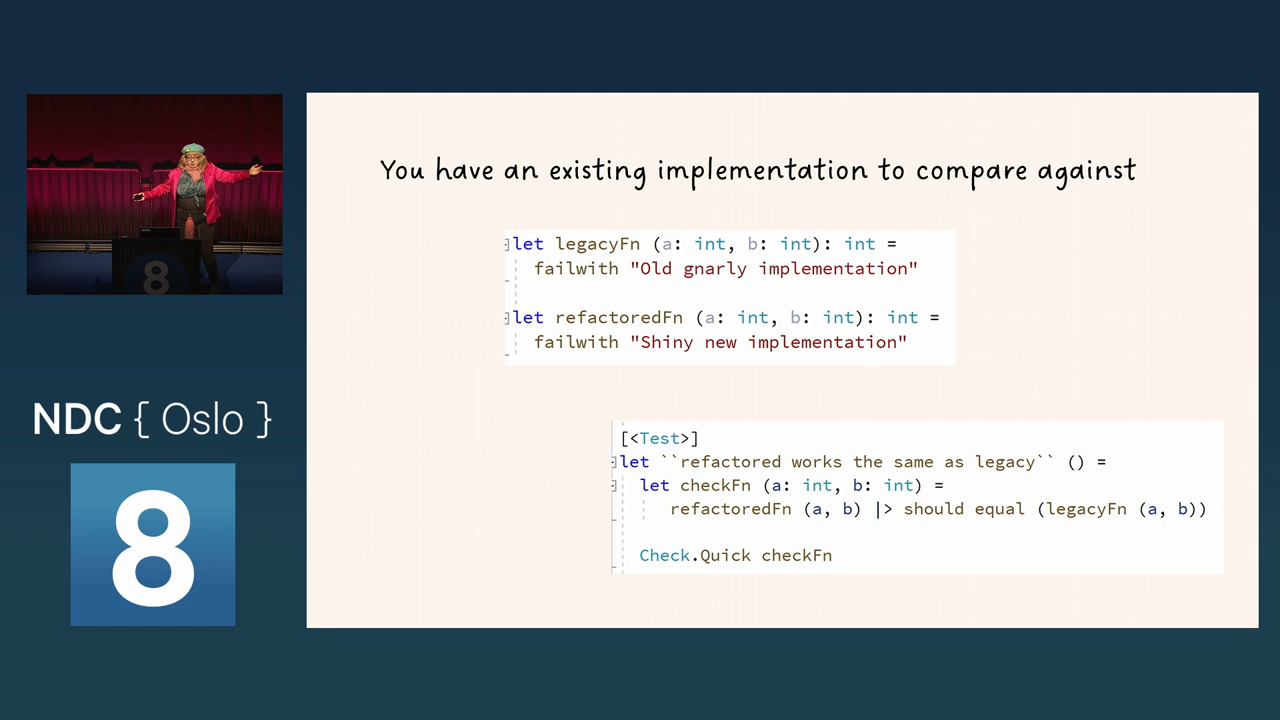 You have an existing implementation to compare against
let legacyFn (a: int, b: int): int =
failwith "Old gnarly implementation"
let refactoredFn (a: int, b: int): int =
failwith "Shiny new implementation"
[<Test>]
let ``refactored works the same as legacy`` () =
let checkFn (a: int, b: int) =
refactoredFn (a, b) |> should equal (legacyFn (a, b))
Check.Quick checkFn
8
NDC { Oslo }
8